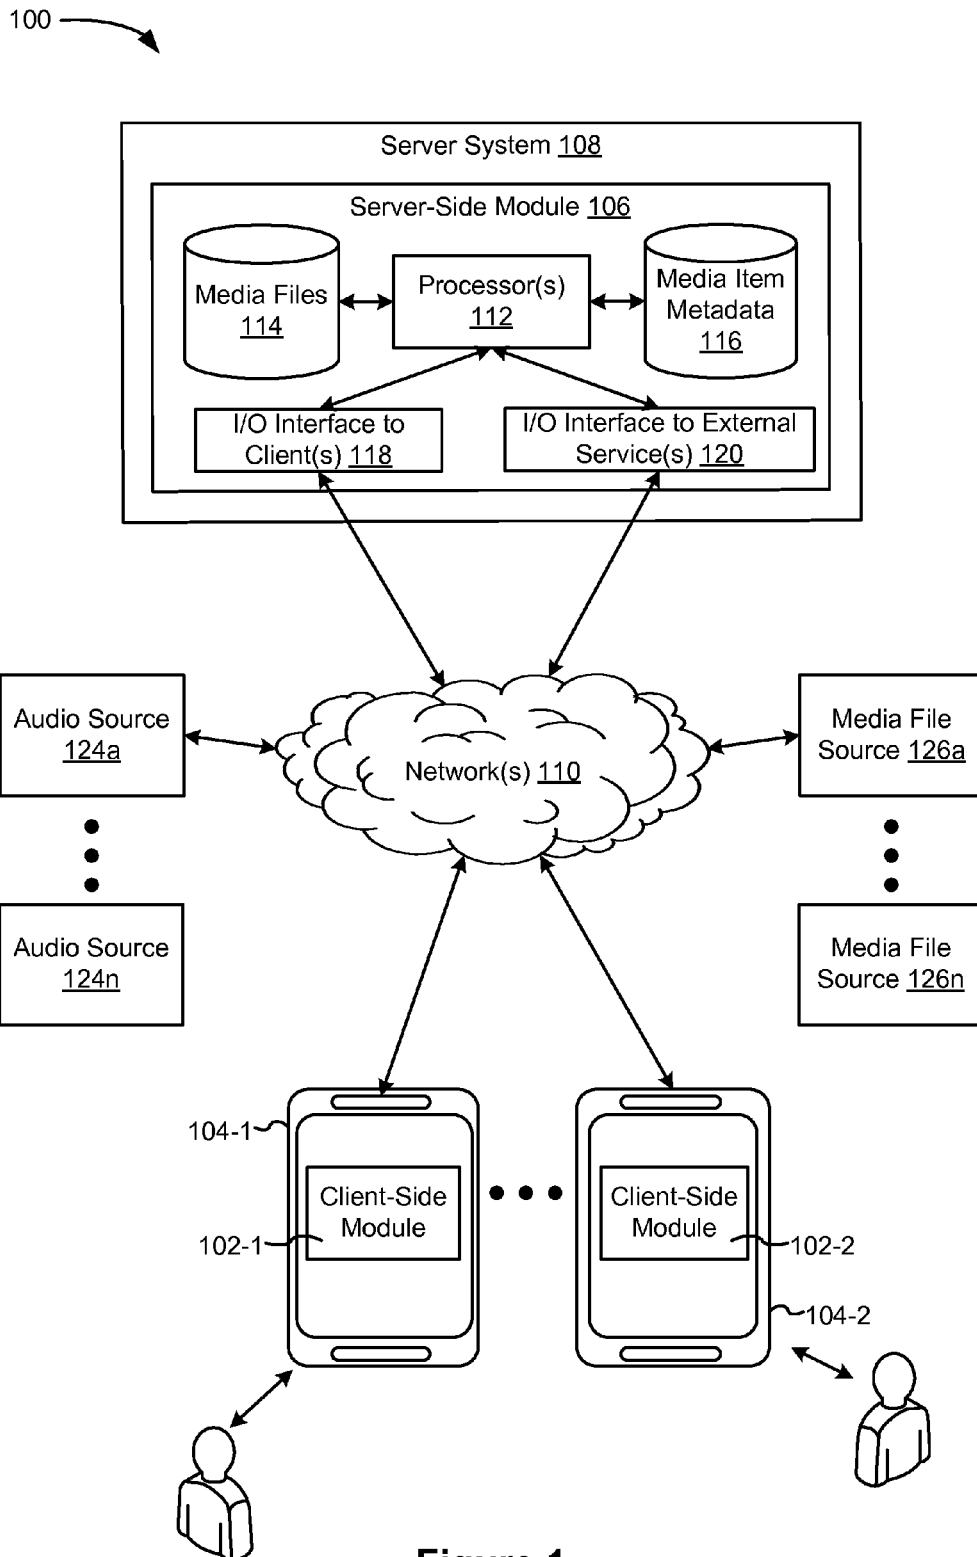 100
Server System 108
Server-Side Module 106
Media Files
114
Processor(s)
112
Media Item
Metadata
116
I/O Interface to
Client(s) 118
I/O Interface to External
Service(s) 120
Audio Source
124a
Network(s) 110
Media File
Source 126a
Audio Source
124n
Media File
Source 126n
104-1
Client-Side
Module
102-1
Client-Side
Module
102-2
104-2
Figure 1